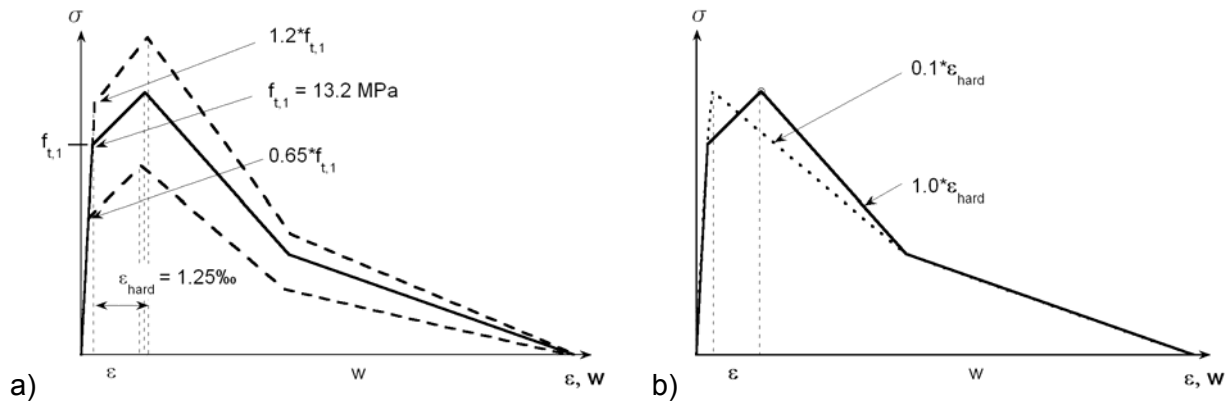 σ
1.2*f_t,1
f_t,1 = 13.2 MPa
f_t,1
0.65*f_t,1
ε_hard = 1.25‰
ε
w
ε, w
a)
σ
0.1*ε_hard
1.0*ε_hard
ε
w
ε, w
b)